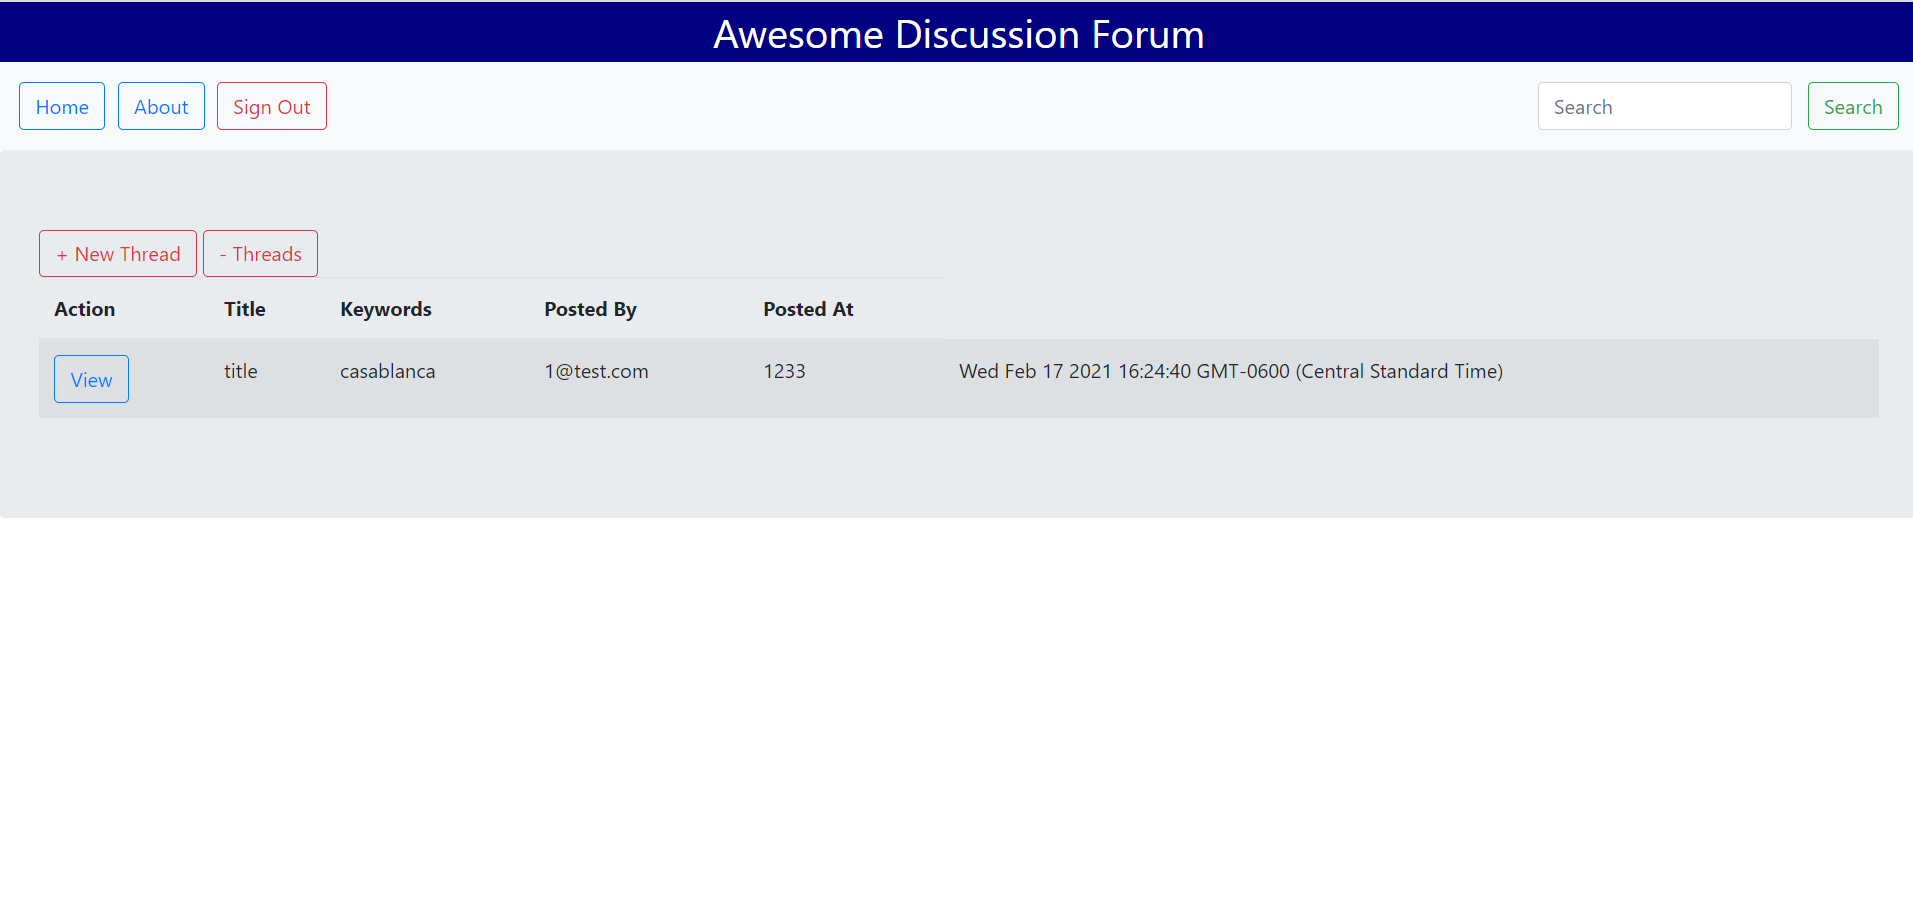 Awesome Discussion Forum
Home About Sign Out Search Search
+ New Thread - Threads
Action Title Keywords Posted By Posted At
View title casablanca 1@test.com 1233 Wed Feb 17 2021 16:24:40 GMT-0600 (Central Standard Time)